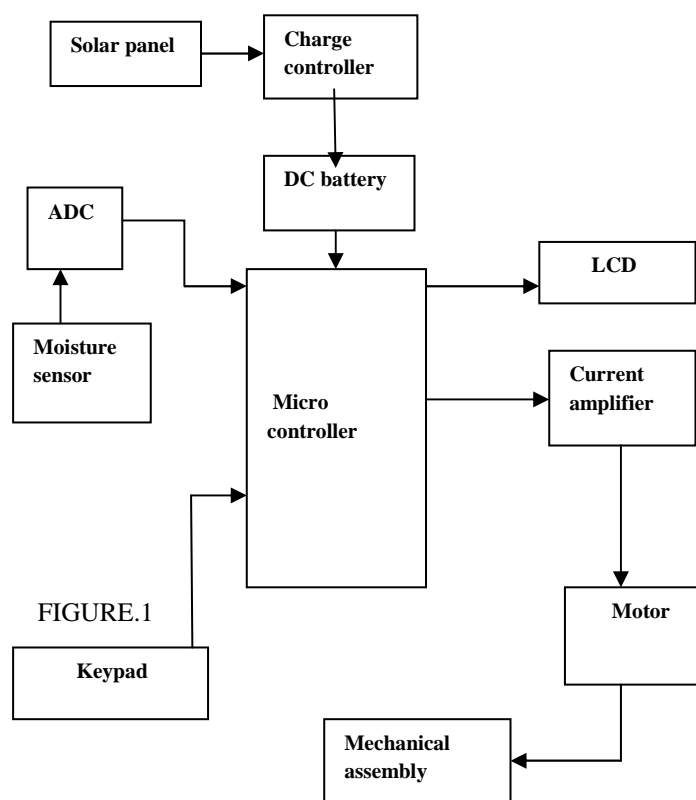 Solar panel
Charge
controller
DC battery
ADC
LCD
Moisture
sensor
Current
amplifier
Micro
controller
FIGURE.1
Motor
Keypad
Mechanical
assembly